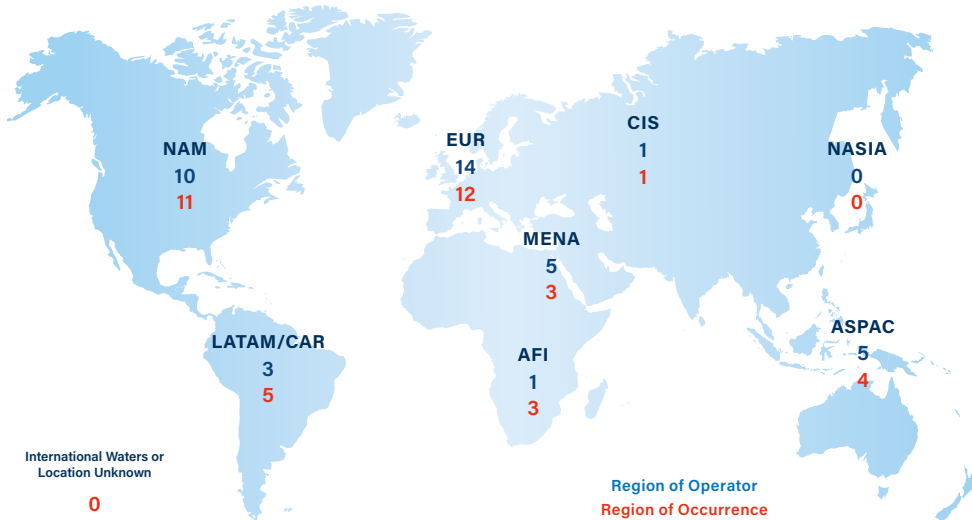 NAM
10
11
EUR
14
12
CIS
1
1
NASIA
0
0
MENA
5
3
LATAM/CAR
3
5
AFI
1
3
ASPAC
5
4
International Waters or
Location Unknown
0
Region of Operator
Region of Occurrence